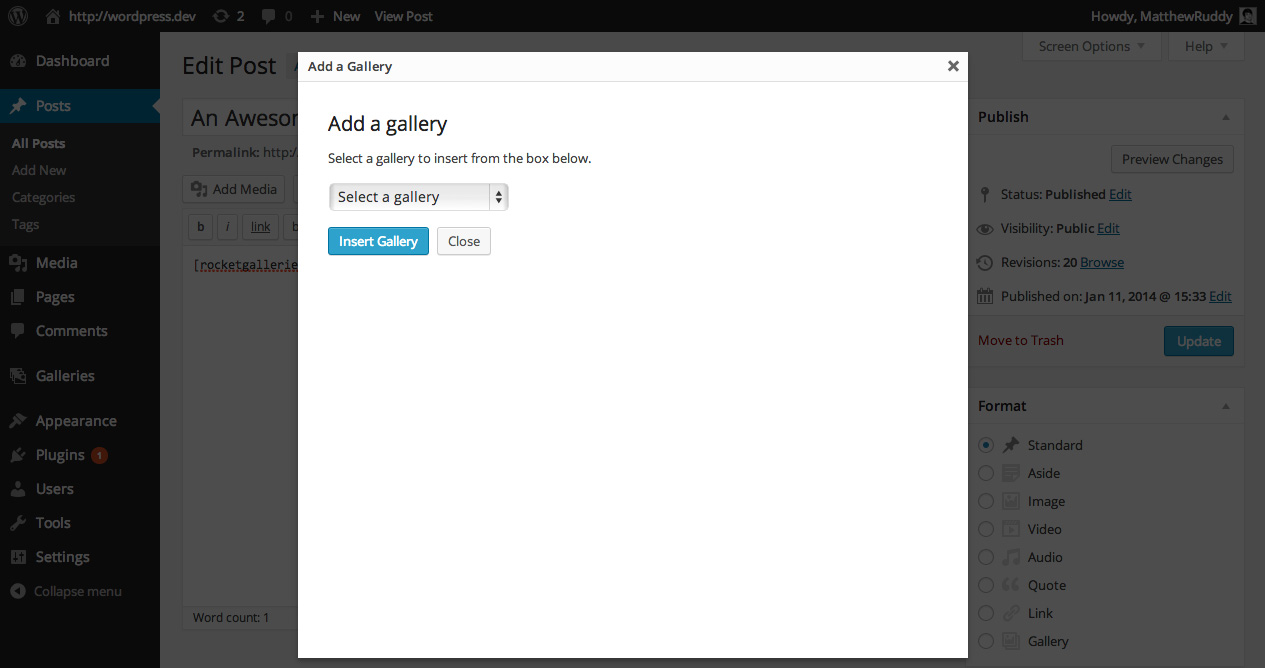 http://wordpress.dev 2 0 New View Post Howdy, MatthewRuddy
Dashboard
Posts
All Posts
Add New
Categories
Tags
Media
Pages
Comments
Galleries
Appearance
Plugins 1
Users
Tools
Settings
Collapse menu
Screen Options Help
Edit Post
An Awesom
Permalink: http:/
Add Media
b i link b
[rocketgallerie
Word count: 1
Add a Gallery
Add a gallery
Select a gallery to insert from the box below.
Select a gallery
Insert Gallery Close
Publish
Preview Changes
Status: Published Edit
Visibility: Public Edit
Revisions: 20 Browse
Published on: Jan 11, 2014 @ 15:33 Edit
Move to Trash Update
Format
Standard
Aside
Image
Video
Audio
Quote
Link
Gallery